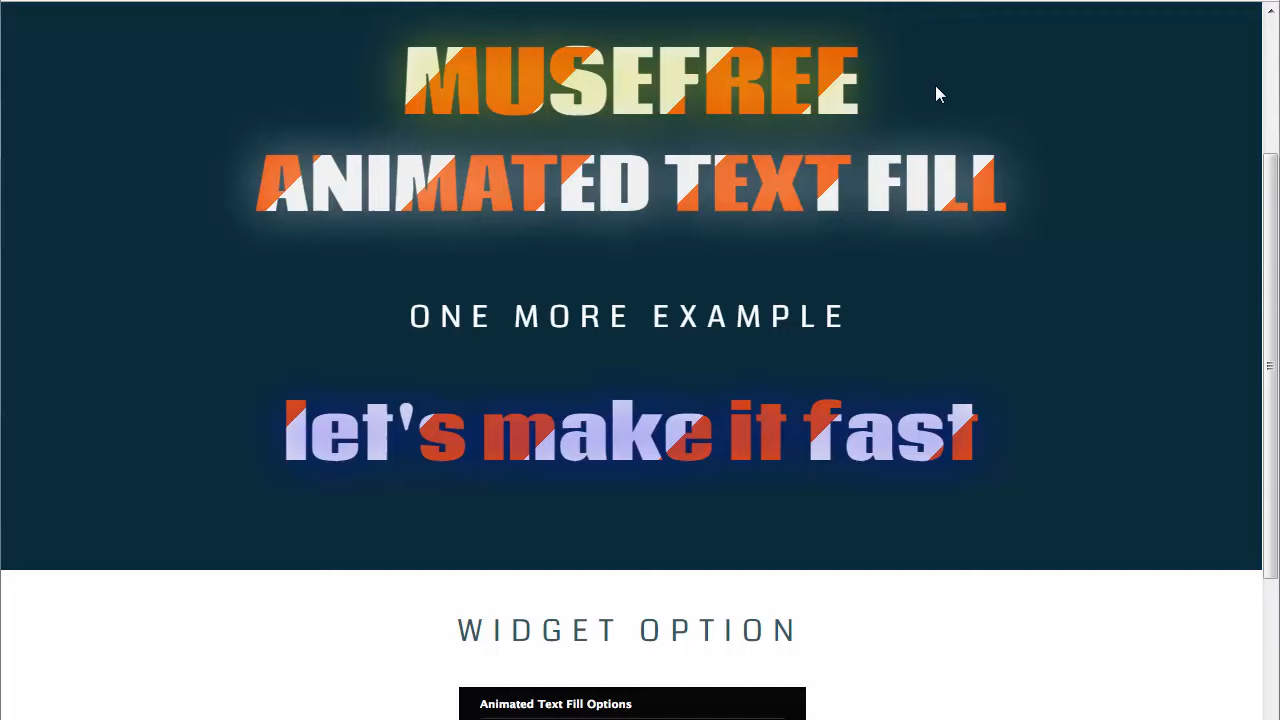 MUSEFREE
ANIMATED TEXT FILL
ONE MORE EXAMPLE
let's make it fast
WIDGET OPTION
Animated Text Fill Options